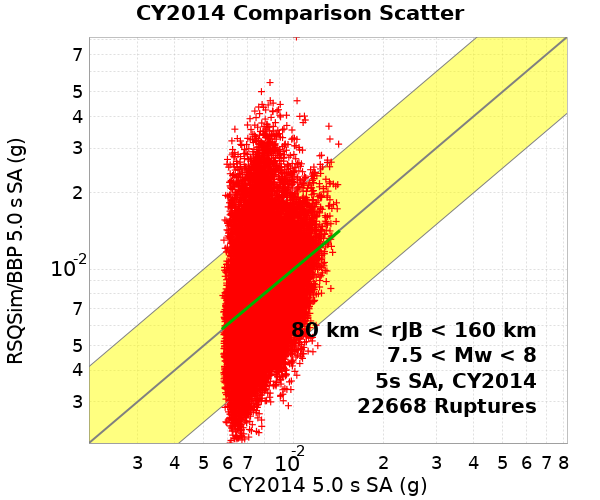 CY2014 Comparison Scatter
RSQSim/BBP 5.0 s SA (g)
7
5
4
3
2
10-2
7
5
4
3
80 km < rJB < 160 km
7.5 < Mw < 8
5s SA, CY2014
22668 Ruptures
3 4 5 6 7 10-2 2 3 4 5 6 7 8
CY2014 5.0 s SA (g)